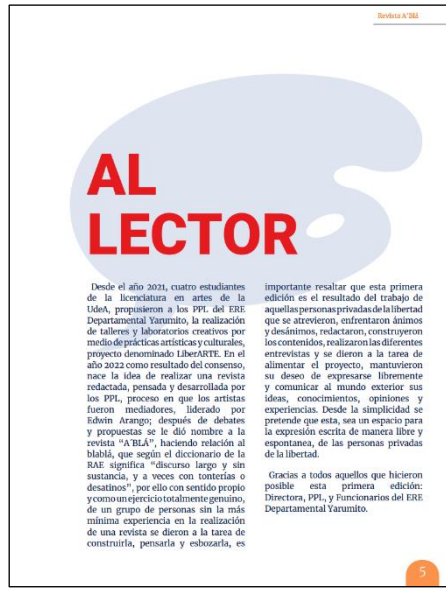 Revista A'Blá
AL
LECTOR
Desde el año 2021, cuatro estudiantes
de la licenciatura en artes de la
UdeA, propusieron a los PPL del ERE
Departamental Yarumito, la realización
de talleres y laboratorios creativos por
medio de prácticas artísticas y culturales,
proyecto denominado LiberARTE. En el
año 2022 como resultado del consenso,
nace la idea de realizar una revista
redactada, pensada y desarrollada por
los PPL, proceso en que los artistas
fueron mediadores, liderado por
Edwin Arango; después de debates
y propuestas se le dió nombre a la
revista “A´BLÁ”, haciendo relación al
blablá, que según el diccionario de la
RAE significa “discurso largo y sin
sustancia, y a veces con tonterías o
desatinos”, por ello con sentido propio
y como un ejercicio totalmente genuino,
de un grupo de personas sin la más
mínima experiencia en la realización
de una revista se dieron a la tarea de
construirla, pensarla y esbozarla, es
importante resaltar que esta primera
edición es el resultado del trabajo de
aquellas personas privadas de la libertad
que se atrevieron, enfrentaron ánimos
y desánimos, redactaron, construyeron
los contenidos, realizaron las diferentes
entrevistas y se dieron a la tarea de
alimentar el proyecto, mantuvieron
su deseo de expresarse libremente
y comunicar al mundo exterior sus
ideas, conocimientos, opiniones y
experiencias. Desde la simplicidad se
pretende que esta, sea un espacio para
la expresión escrita de manera libre y
espontanea, de las personas privadas
de la libertad.
Gracias a todos aquellos que hicieron
posible esta primera edición:
Directora, PPL, y Funcionarios del ERE
Departamental Yarumito.
5